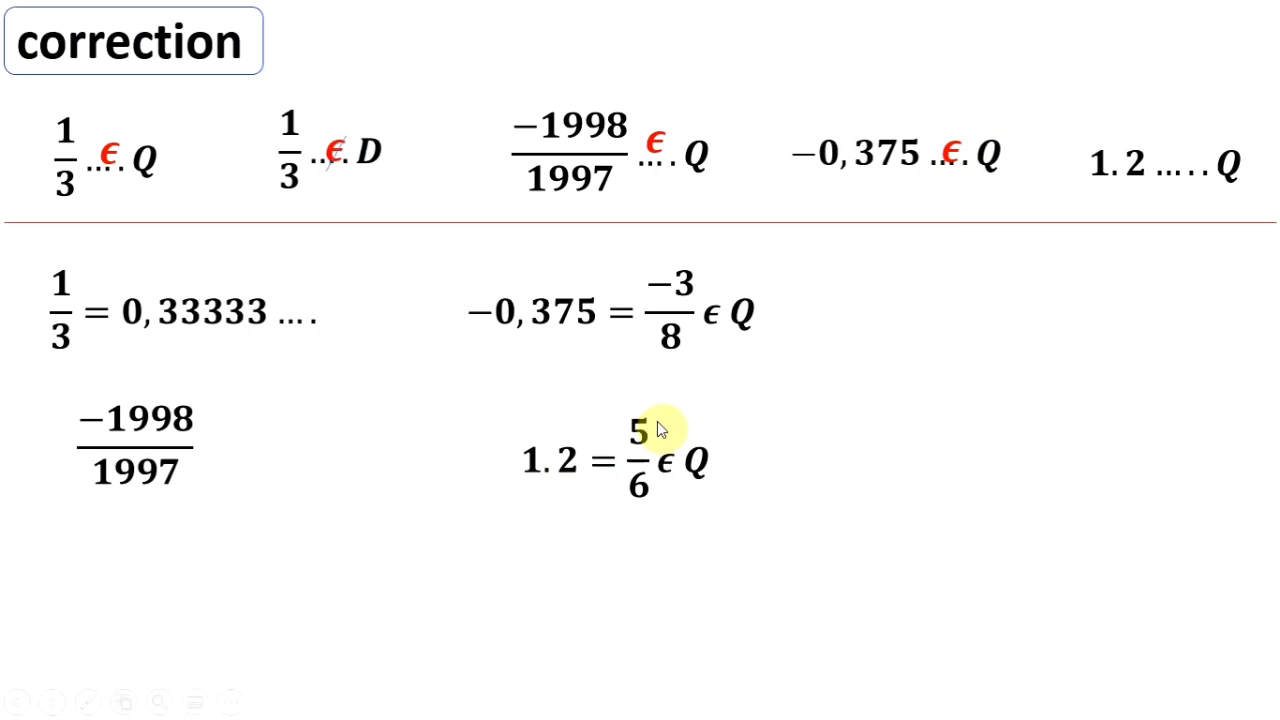 correction
1/3 ..ϵ.. Q    1/3 ..∉.. D    −1998/1997 ϵ .... Q    −0,375 ..ϵ.. Q    1.2 ..... Q
1/3 = 0,33333 ....    −0,375 = −3/8 ϵ Q
−1998/1997    1.2 = 5/6 ϵ Q